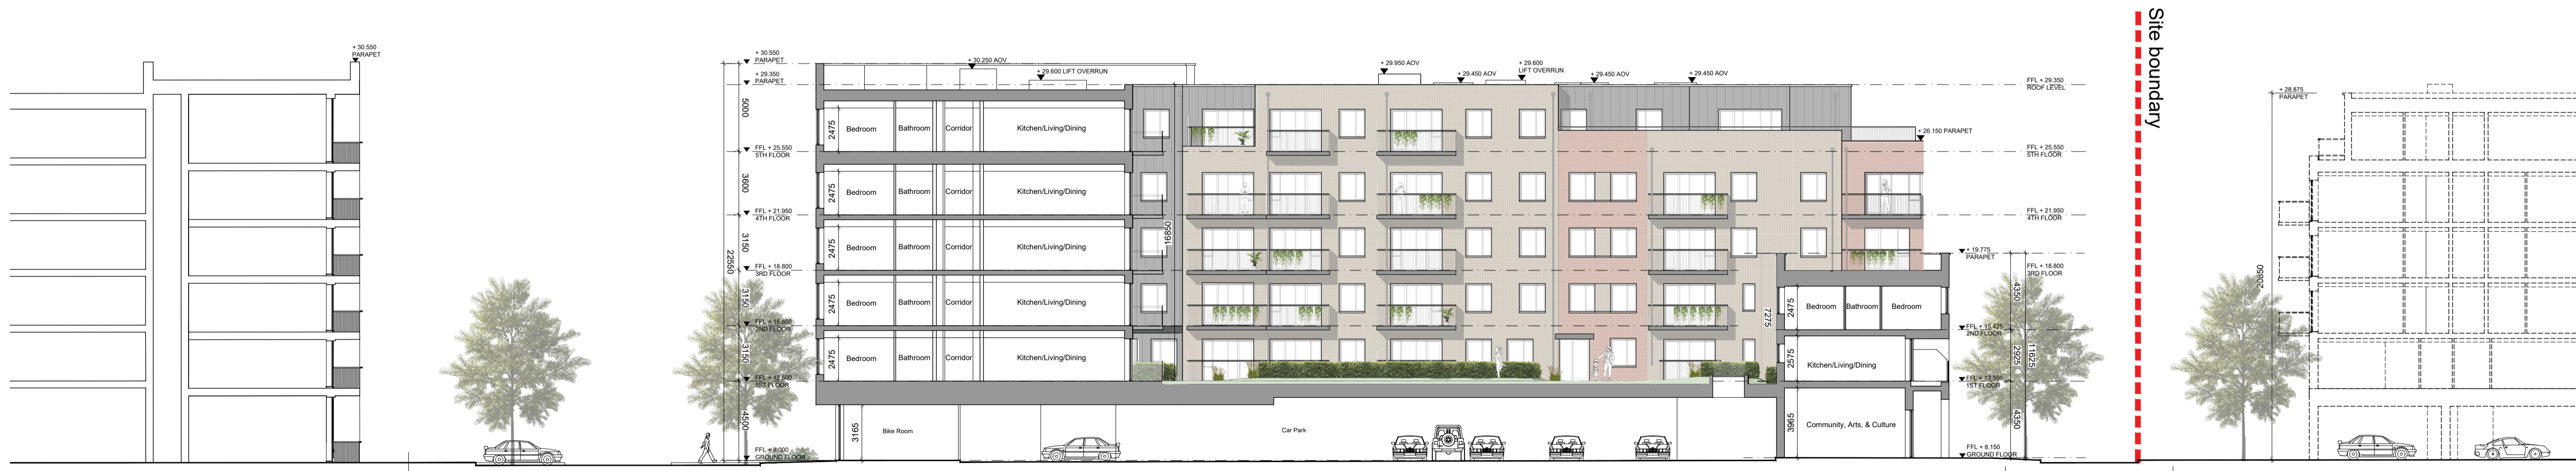 + 30.550
PARAPET
+ 30.550
PARAPET
+ 29.350
PARAPET
5000
FFL + 25.550
5TH FLOOR
3600
FFL + 21.950
4TH FLOOR
3150
22550
FFL + 18.800
3RD FLOOR
3150
FFL + 15.650
2ND FLOOR
3150
FFL + 12.500
1ST FLOOR
4500
FFL + 8.000
GROUND FLOOR
+ 30.250 AOV
+ 29.600 LIFT OVERRUN
2475
Bedroom
Bathroom
Corridor
Kitchen/Living/Dining
2475
Bedroom
Bathroom
Corridor
Kitchen/Living/Dining
2475
Bedroom
Bathroom
Corridor
Kitchen/Living/Dining
2475
Bedroom
Bathroom
Corridor
Kitchen/Living/Dining
2475
Bedroom
Bathroom
Corridor
Kitchen/Living/Dining
3165
Bike Room
Car Park
16850
+ 29.950 AOV
+ 29.450 AOV
+ 29.600
LIFT OVERRUN
+ 29.450 AOV
+ 29.450 AOV
+ 26.150 PARAPET
7275
2475
Bedroom
Bathroom
Bedroom
2575
Kitchen/Living/Dining
3965
Community, Arts, & Culture
+ 19.775
PARAPET
FFL + 15.425
2ND FLOOR
FFL + 12.500
1ST FLOOR
FFL + 8.150
GROUND FLOOR
4350
2925
11625
4350
FFL + 29.350
ROOF LEVEL
FFL + 25.550
5TH FLOOR
FFL + 21.950
4TH FLOOR
FFL + 18.800
3RD FLOOR
Site boundary
+ 28.875
PARAPET